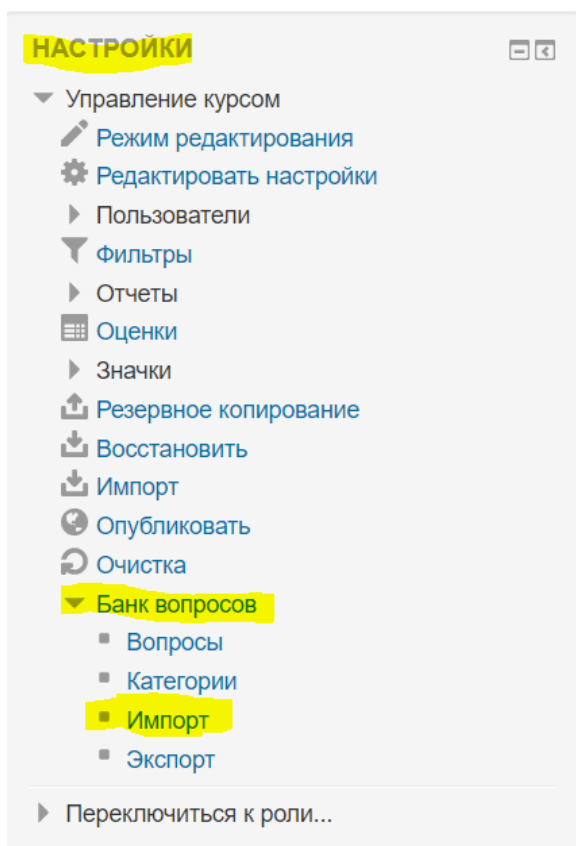 НАСТРОЙКИ
Управление курсом
Режим редактирования
Редактировать настройки
Пользователи
Фильтры
Отчеты
Оценки
Значки
Резервное копирование
Восстановить
Импорт
Опубликовать
Очистка
Банк вопросов
Вопросы
Категории
Импорт
Экспорт
Переключиться к роли...